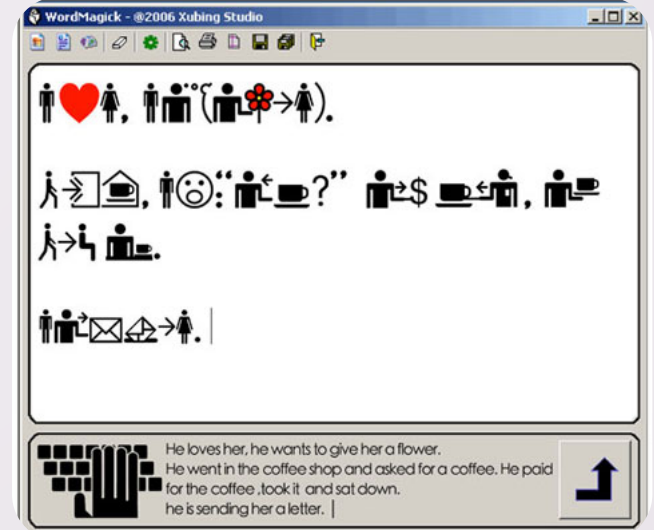 WordMagick - @2006 Xubing Studio
He loves her, he wants to give her a flower.
He went in the coffee shop and asked for a coffee. He paid
for the coffee ,took it and sat down.
he is sending her a letter.